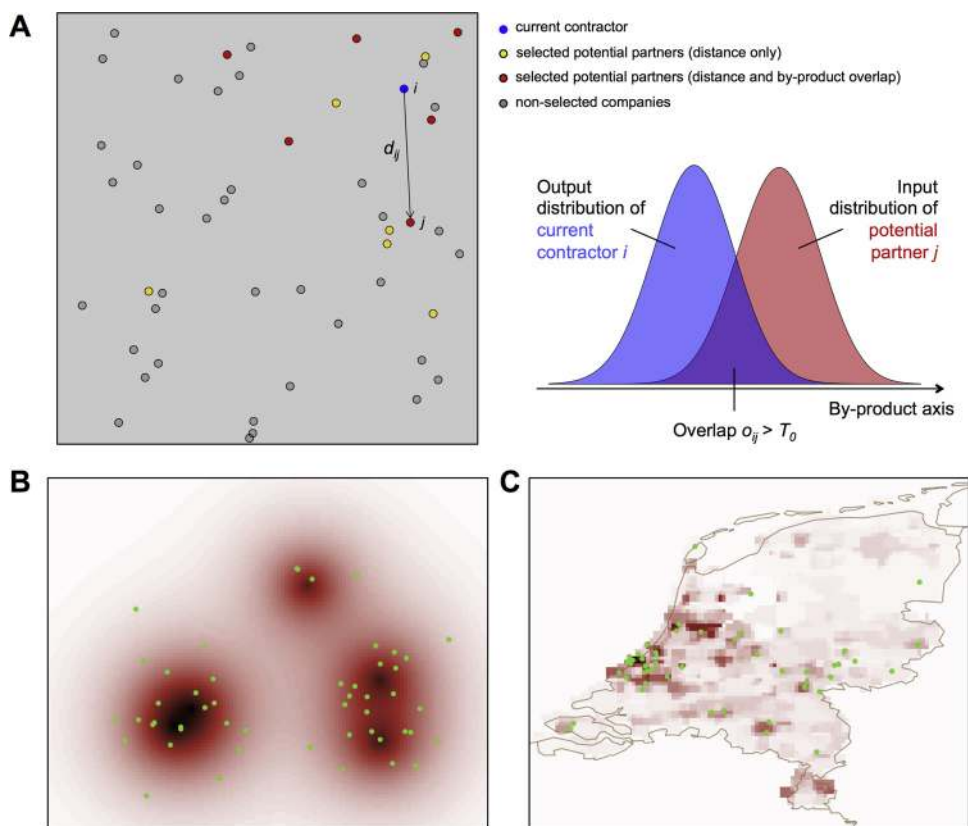 A
current contractor
selected potential partners (distance only)
selected potential partners (distance and by-product overlap)
non-selected companies
i
d_ij
j
Output
distribution of
current
contractor i
Input
distribution of
potential
partner j
By-product axis
Overlap o_ij > T_0
B
C